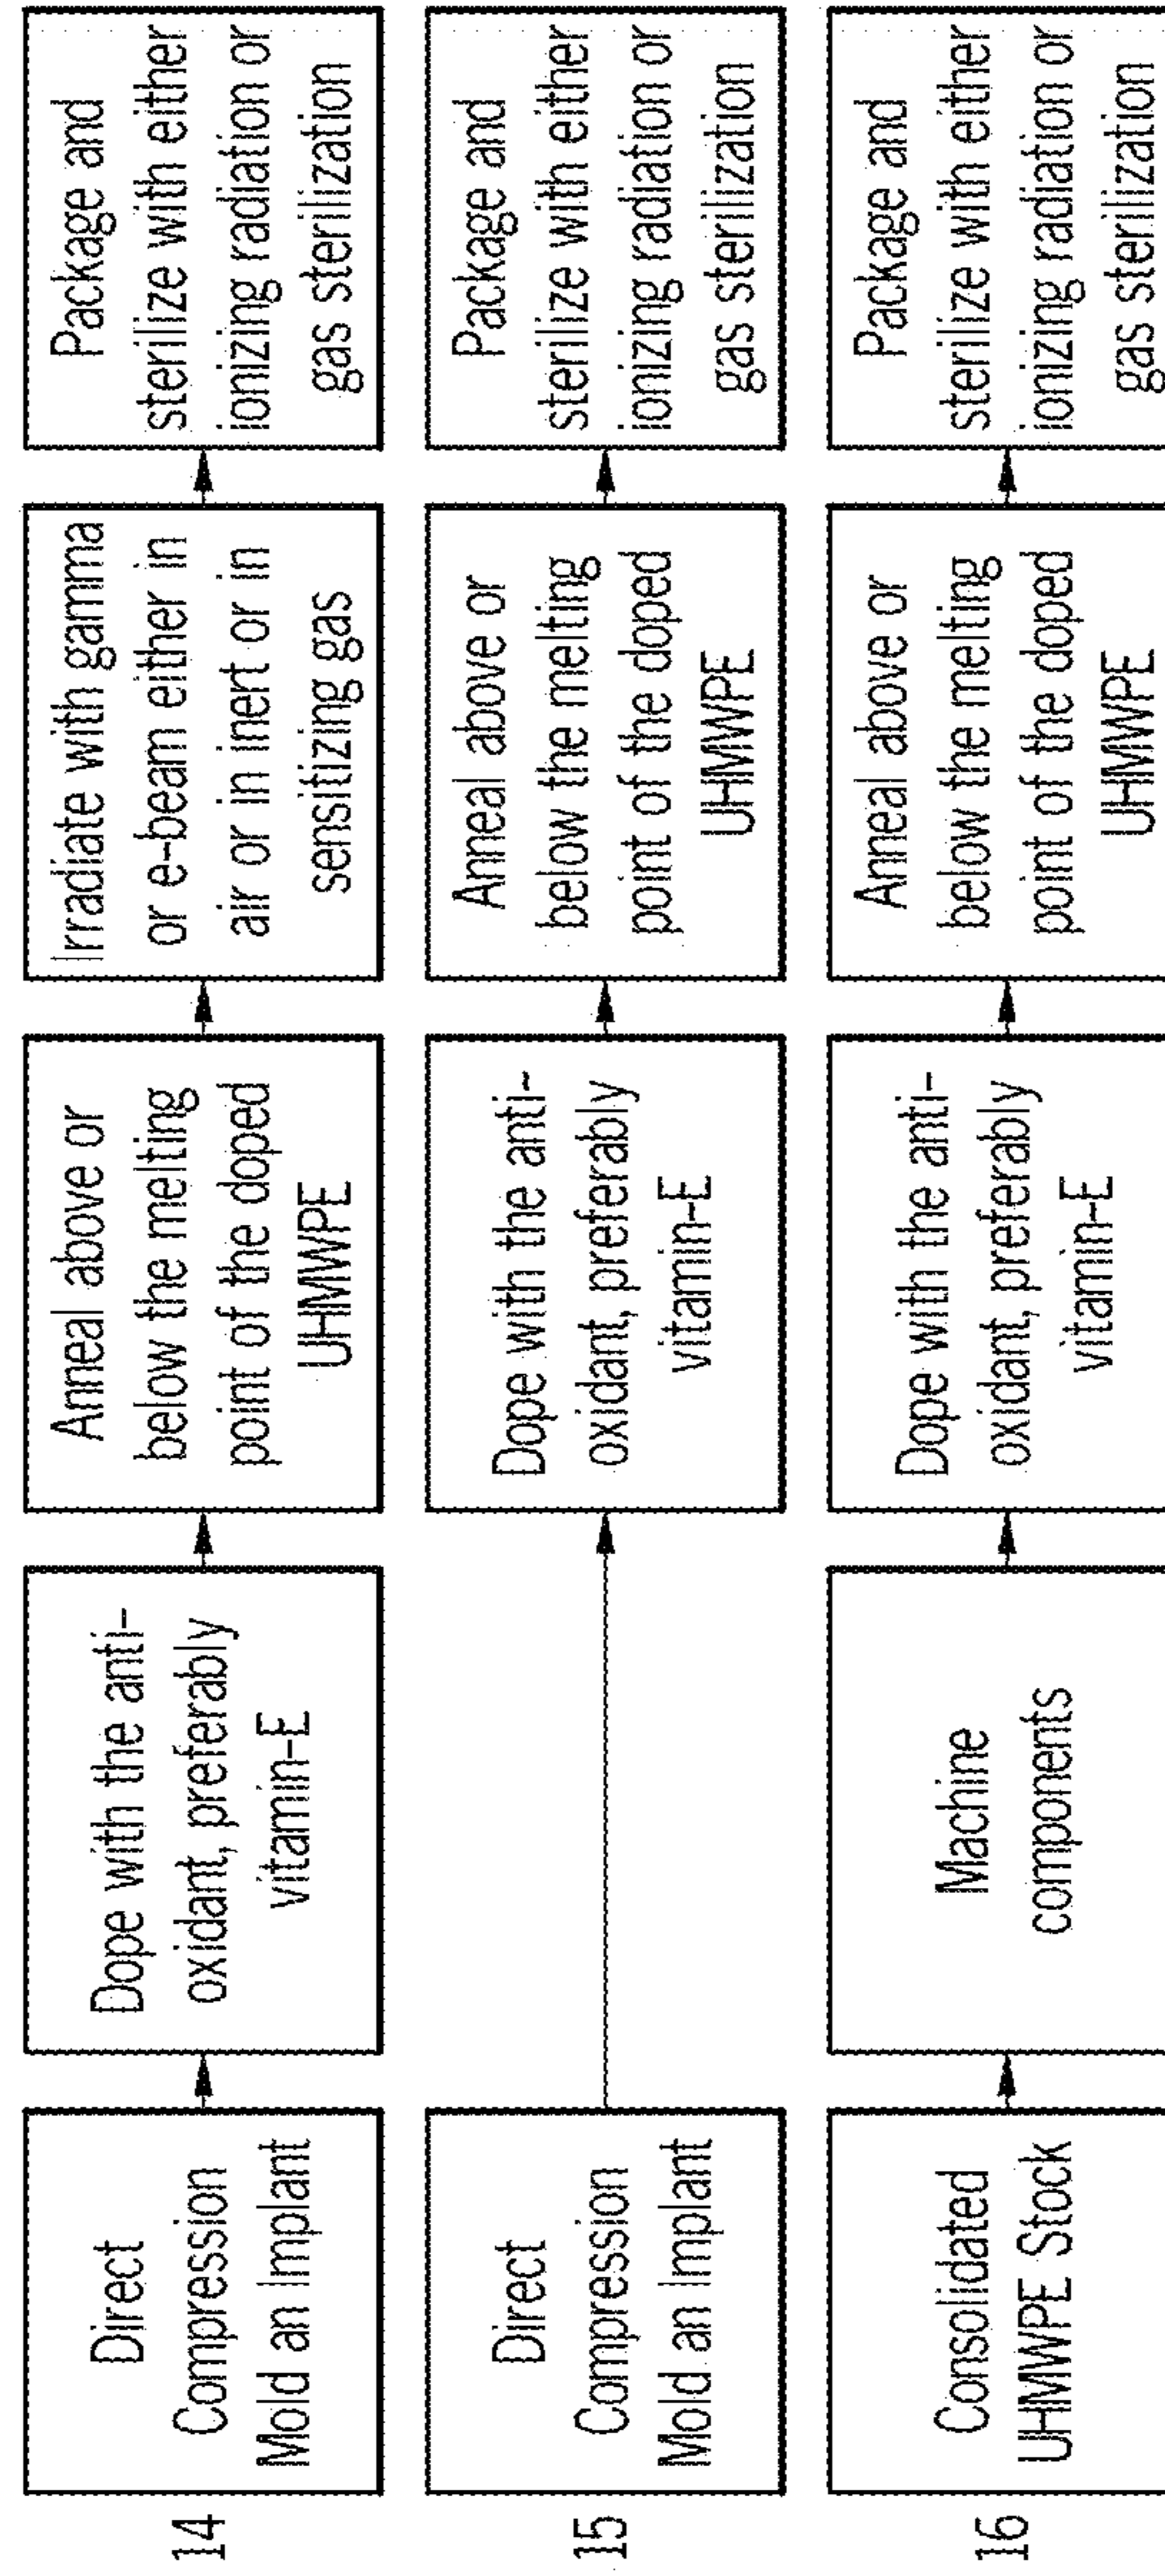 14
Direct
Compression
Mold an Implant
Dope with the anti-
oxidant, preferably
vitamin-E
Anneal above or
below the melting
point of the doped
UHMWPE
Irradiate with gamma
or e-beam either in
air or in inert or in
sensitizing gas
Package and
sterilize with either
ionizing radiation or
gas sterilization
15
Direct
Compression
Mold an Implant
Dope with the anti-
oxidant, preferably
vitamin-E
Anneal above or
below the melting
point of the doped
UHMWPE
Package and
sterilize with either
ionizing radiation or
gas sterilization
16
Consolidated
UHMWPE Stock
Machine
components
Dope with the anti-
oxidant, preferably
vitamin-E
Anneal above or
below the melting
point of the doped
UHMWPE
Package and
sterilize with either
ionizing radiation or
gas sterilization